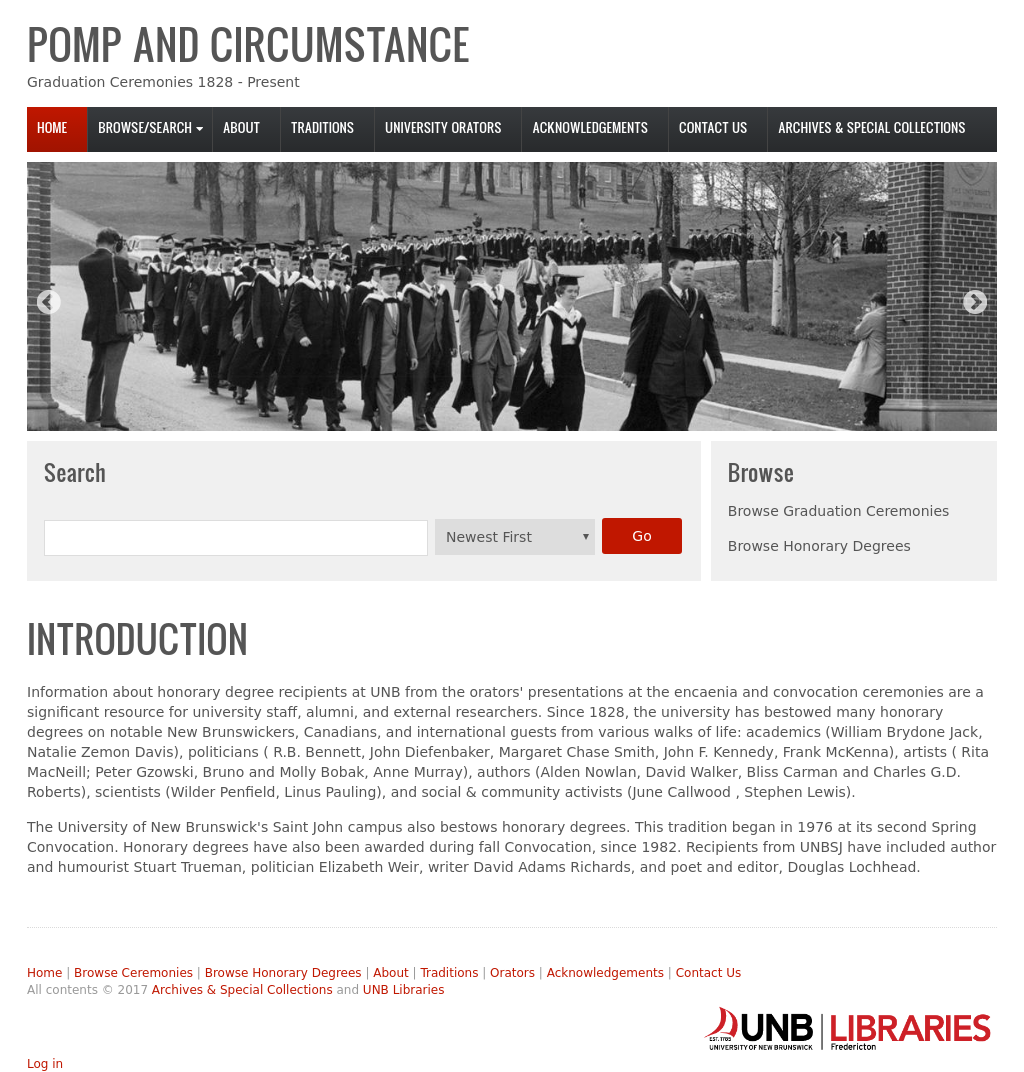 POMP AND CIRCUMSTANCE
Graduation Ceremonies 1828 - Present
HOME BROWSE/SEARCH ABOUT TRADITIONS UNIVERSITY ORATORS ACKNOWLEDGEMENTS CONTACT US ARCHIVES & SPECIAL COLLECTIONS
THE UNIVERSITY
OF
NEW BRUNSWICK
Search
Newest First
Go
Browse
Browse Graduation Ceremonies
Browse Honorary Degrees
INTRODUCTION
Information about honorary degree recipients at UNB from the orators' presentations at the encaenia and convocation ceremonies are a
significant resource for university staff, alumni, and external researchers. Since 1828, the university has bestowed many honorary
degrees on notable New Brunswickers, Canadians, and international guests from various walks of life: academics (William Brydone Jack,
Natalie Zemon Davis), politicians ( R.B. Bennett, John Diefenbaker, Margaret Chase Smith, John F. Kennedy, Frank McKenna), artists ( Rita
MacNeill; Peter Gzowski, Bruno and Molly Bobak, Anne Murray), authors (Alden Nowlan, David Walker, Bliss Carman and Charles G.D.
Roberts), scientists (Wilder Penfield, Linus Pauling), and social & community activists (June Callwood , Stephen Lewis).
The University of New Brunswick's Saint John campus also bestows honorary degrees. This tradition began in 1976 at its second Spring
Convocation. Honorary degrees have also been awarded during fall Convocation, since 1982. Recipients from UNBSJ have included author
and humourist Stuart Trueman, politician Elizabeth Weir, writer David Adams Richards, and poet and editor, Douglas Lochhead.
Home | Browse Ceremonies | Browse Honorary Degrees | About | Traditions | Orators | Acknowledgements | Contact Us
All contents © 2017 Archives & Special Collections and UNB Libraries
EST. 1785 UNB LIBRARIES
UNIVERSITY OF NEW BRUNSWICK Fredericton
Log in